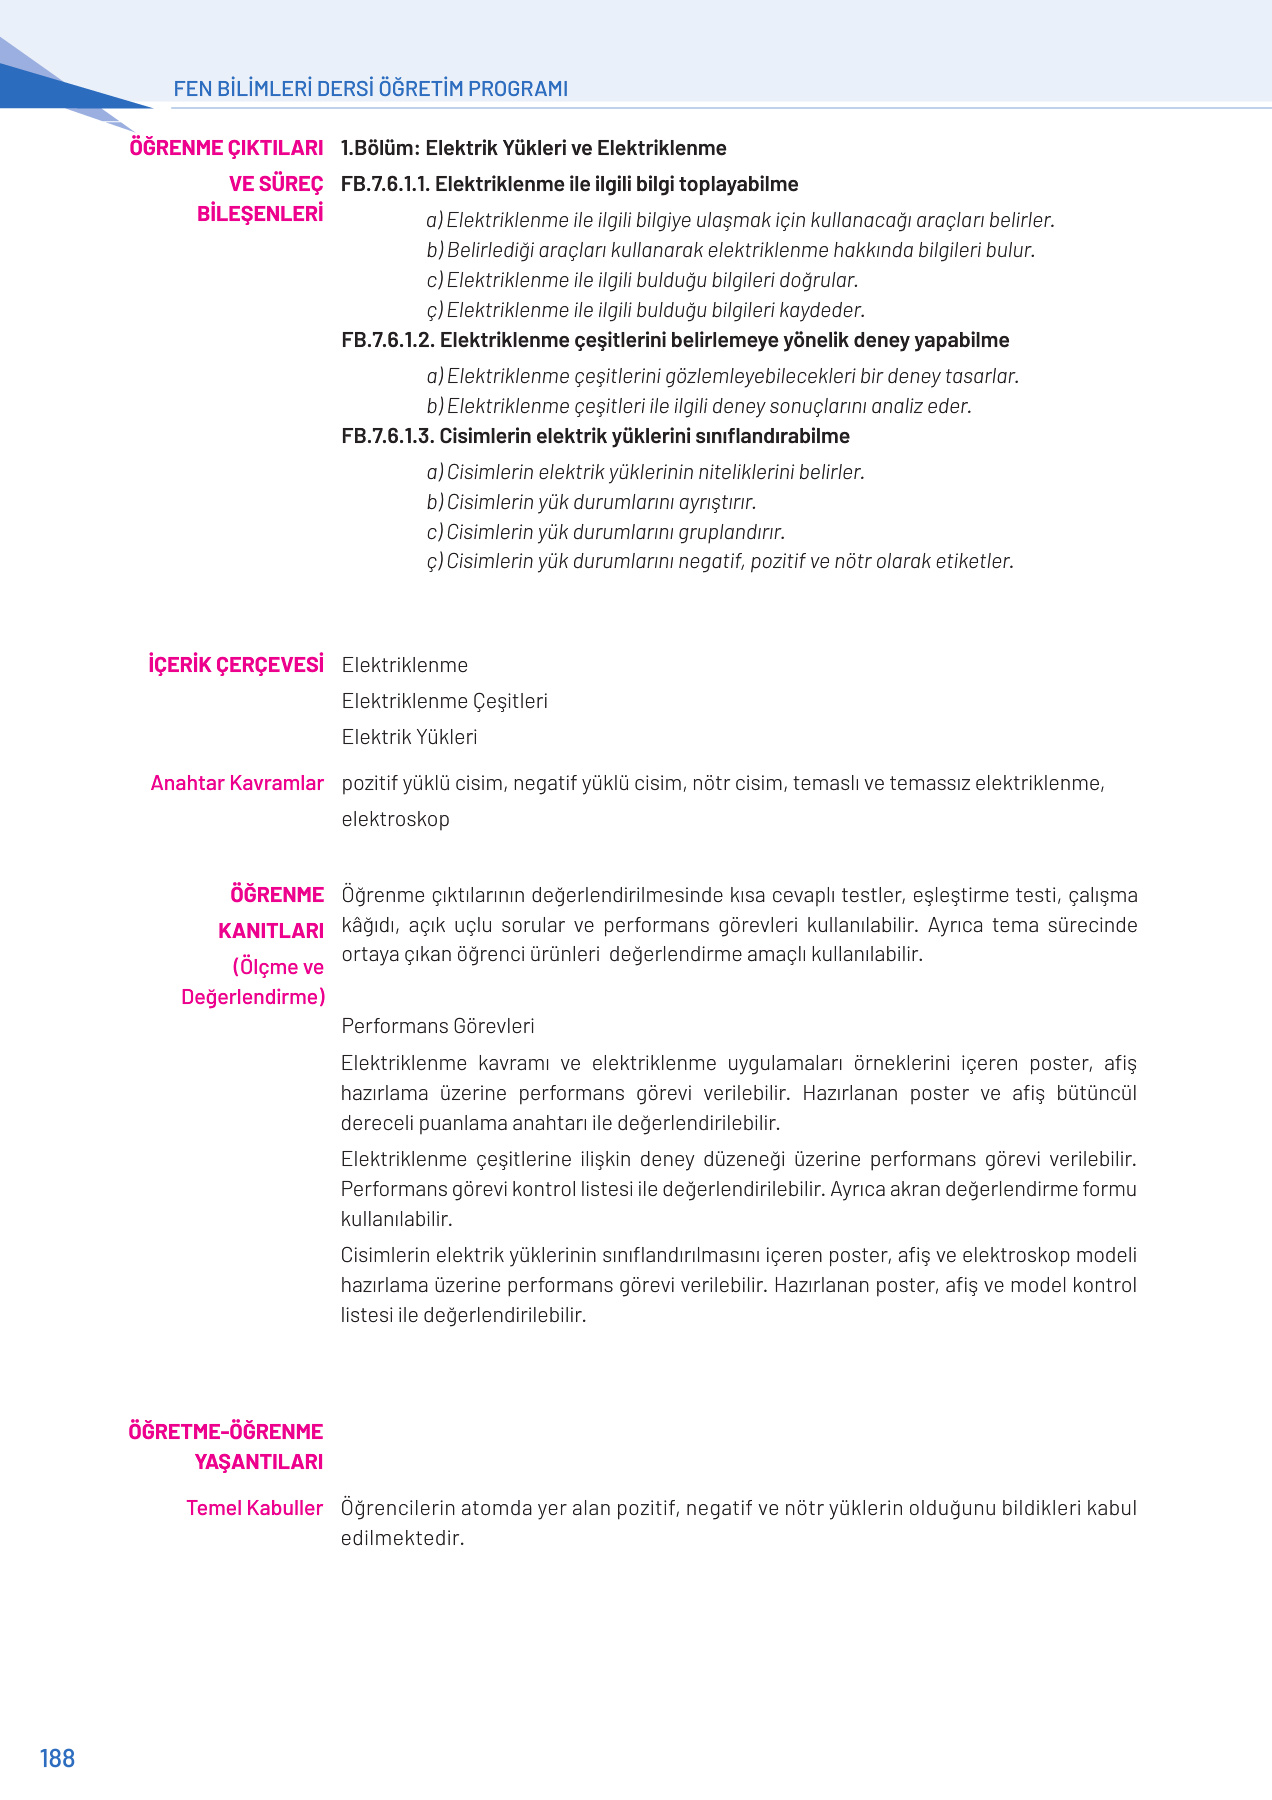 FEN BİLİMLERİ DERSİ ÖĞRETİM PROGRAMI
ÖĞRENME ÇIKTILARI
VE SÜREÇ
BİLEŞENLERİ
1.Bölüm: Elektrik Yükleri ve Elektriklenme
FB.7.6.1.1. Elektriklenme ile ilgili bilgi toplayabilme
a) Elektriklenme ile ilgili bilgiye ulaşmak için kullanacağı araçları belirler.
b) Belirlediği araçları kullanarak elektriklenme hakkında bilgileri bulur.
c) Elektriklenme ile ilgili bulduğu bilgileri doğrular.
ç) Elektriklenme ile ilgili bulduğu bilgileri kaydeder.
FB.7.6.1.2. Elektriklenme çeşitlerini belirlemeye yönelik deney yapabilme
a) Elektriklenme çeşitlerini gözlemleyebilecekleri bir deney tasarlar.
b) Elektriklenme çeşitleri ile ilgili deney sonuçlarını analiz eder.
FB.7.6.1.3. Cisimlerin elektrik yüklerini sınıflandırabilme
a) Cisimlerin elektrik yüklerinin niteliklerini belirler.
b) Cisimlerin yük durumlarını ayrıştırır.
c) Cisimlerin yük durumlarını gruplandırır.
ç) Cisimlerin yük durumlarını negatif, pozitif ve nötr olarak etiketler.
İÇERİK ÇERÇEVESİ
Elektriklenme
Elektriklenme Çeşitleri
Elektrik Yükleri
Anahtar Kavramlar
pozitif yüklü cisim, negatif yüklü cisim, nötr cisim, temaslı ve temassız elektriklenme,
elektroskop
ÖĞRENME
KANITLARI
(Ölçme ve
Değerlendirme)
Öğrenme çıktılarının değerlendirilmesinde kısa cevaplı testler, eşleştirme testi, çalışma
kâğıdı, açık uçlu sorular ve performans görevleri kullanılabilir. Ayrıca tema sürecinde
ortaya çıkan öğrenci ürünleri değerlendirme amaçlı kullanılabilir.
Performans Görevleri
Elektriklenme kavramı ve elektriklenme uygulamaları örneklerini içeren poster, afiş
hazırlama üzerine performans görevi verilebilir. Hazırlanan poster ve afiş bütüncül
dereceli puanlama anahtarı ile değerlendirilebilir.
Elektriklenme çeşitlerine ilişkin deney düzeneği üzerine performans görevi verilebilir.
Performans görevi kontrol listesi ile değerlendirilebilir. Ayrıca akran değerlendirme formu
kullanılabilir.
Cisimlerin elektrik yüklerinin sınıflandırılmasını içeren poster, afiş ve elektroskop modeli
hazırlama üzerine performans görevi verilebilir. Hazırlanan poster, afiş ve model kontrol
listesi ile değerlendirilebilir.
ÖĞRETME-ÖĞRENME
YAŞANTILARI
Temel Kabuller
Öğrencilerin atomda yer alan pozitif, negatif ve nötr yüklerin olduğunu bildikleri kabul
edilmektedir.
188